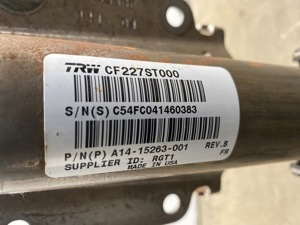 TRW CF227ST000
S/N(S) C54FC041460383
P/N(P) A14-15263-001 REV.B
SUPPLIER ID: RGT1 FR
MADE IN USA